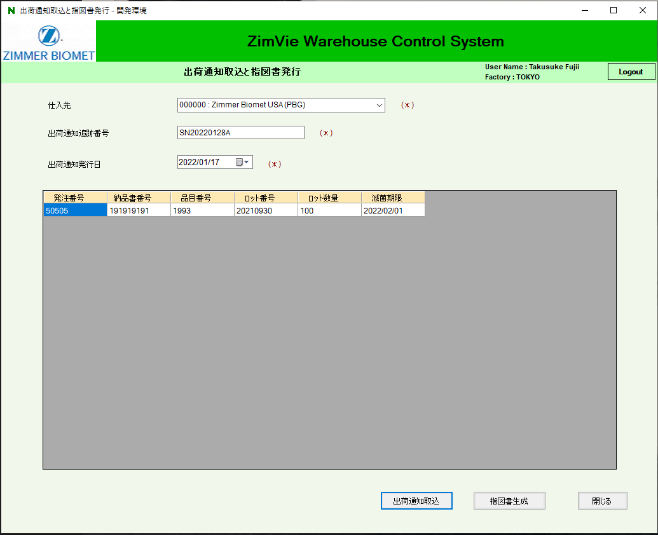 出荷通知取込と指図書発行 - 開発環境
ZIMMER BIOMET
ZimVie Warehouse Control System
出荷通知取込と指図書発行
User Name : Takusuke Fujii
Factory : TOKYO
Logout
仕入先
000000 : Zimmer Biomet USA (PBG)
(x)
出荷通知追跡番号
SN20220128A
(x)
出荷通知発行日
2022/01/17
(x)
発注番号 納品書番号 品目番号 ロット番号 ロット数量 滅菌期限
50505 191919191 1993 20210930 100 2022/02/01
出荷通知取込
指図書生成
閉じる